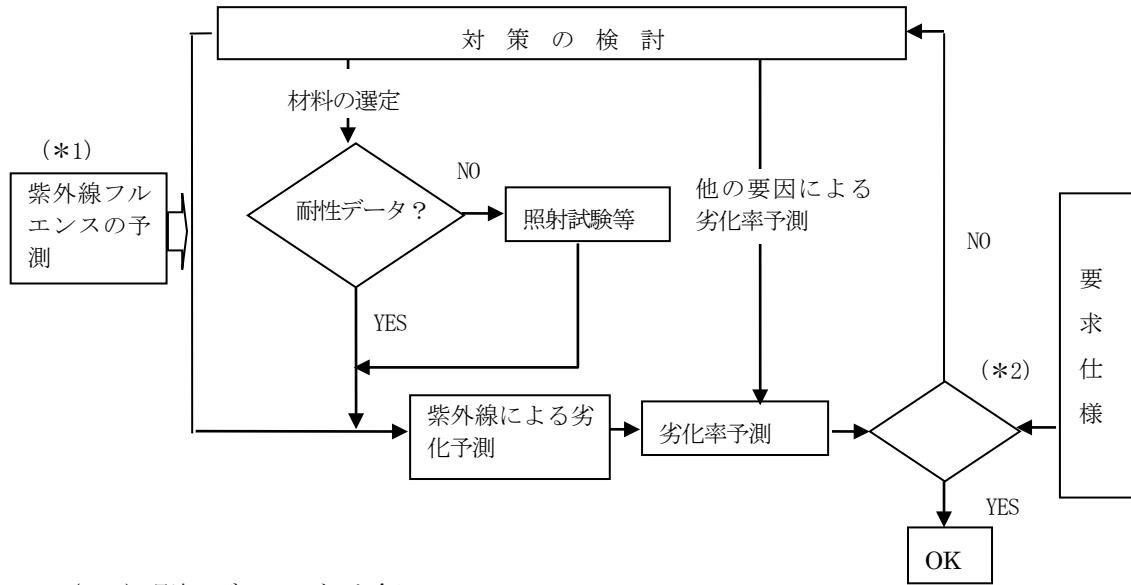 対策の検討
材料の選定
(*1)
紫外線フル
エンスの予
測
耐性データ?
NO
照射試験等
他の要因による
劣化率予測
NO
要求仕様
YES
(*2)
紫外線による劣
化予測
劣化率予測
YES
OK